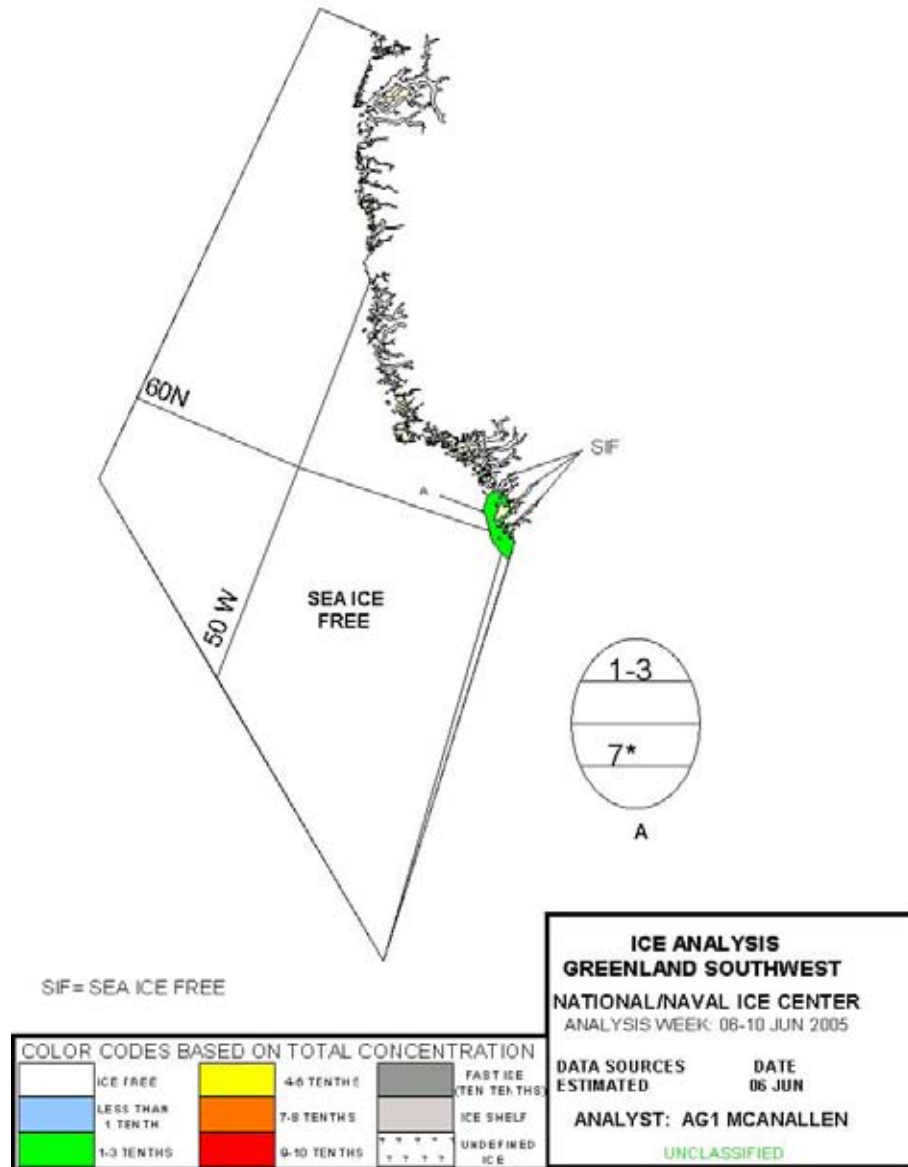 60N
SIF
A
50 W
SEA ICE
FREE
1-3
7*
A
SIF= SEA ICE FREE
ICE ANALYSIS
GREENLAND SOUTHWEST
NATIONAL/NAVAL ICE CENTER
ANALYSIS WEEK: 06-10 JUN 2005
DATA SOURCES DATE
ESTIMATED 06 JUN
ANALYST: AG1 MCANALLEN
UNCLASSIFIED
COLOR CODES BASED ON TOTAL CONCENTRATION
ICE FREE
LESS THAN
1 TENTH
1-3 TENTHS
4-6 TENTHS
7-8 TENTHS
9-10 TENTHS
FAST ICE
(TEN TENTHS)
ICE SHELF
UNDEFINED
ICE